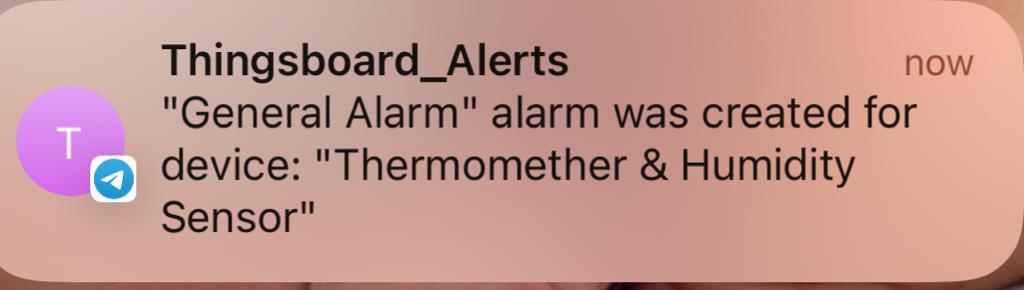 Thingsboard_Alerts
now
"General Alarm" alarm was created for
device: "Thermomether & Humidity
Sensor"
T